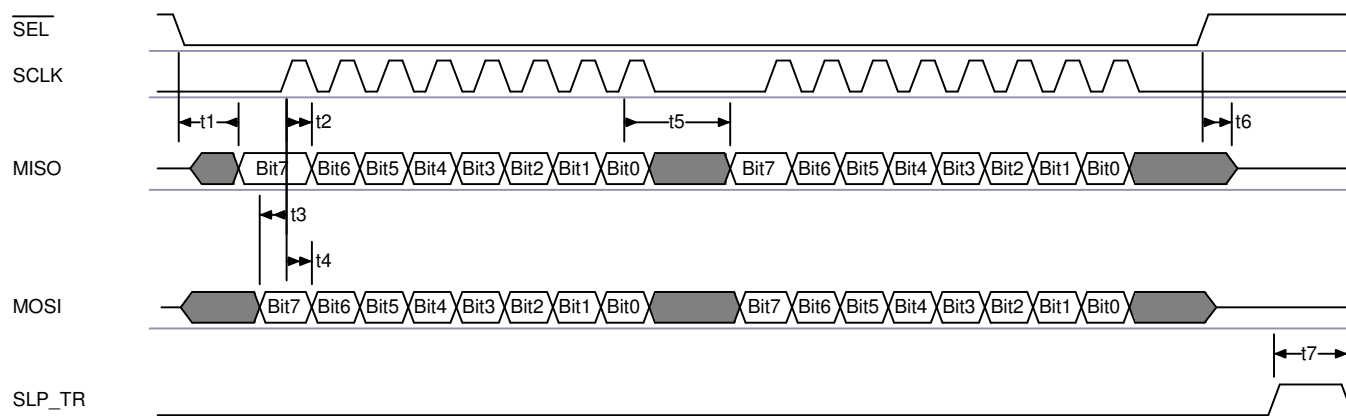 SEL
SCLK
t1 t2 t5 t6
MISO Bit7 Bit6 Bit5 Bit4 Bit3 Bit2 Bit1 Bit0 Bit7 Bit6 Bit5 Bit4 Bit3 Bit2 Bit1 Bit0
t3
t4
MOSI Bit7 Bit6 Bit5 Bit4 Bit3 Bit2 Bit1 Bit0 Bit7 Bit6 Bit5 Bit4 Bit3 Bit2 Bit1 Bit0
t7
SLP_TR